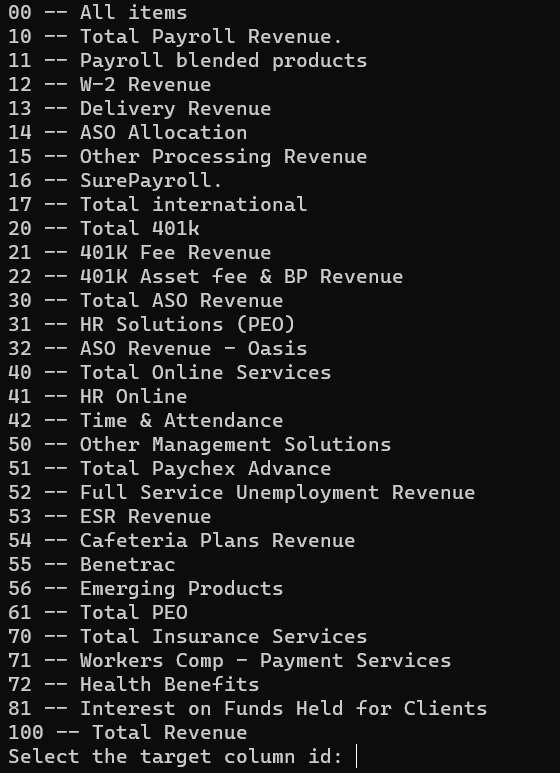 00 -- All items
10 -- Total Payroll Revenue.
11 -- Payroll blended products
12 -- W-2 Revenue
13 -- Delivery Revenue
14 -- ASO Allocation
15 -- Other Processing Revenue
16 -- SurePayroll.
17 -- Total international
20 -- Total 401k
21 -- 401K Fee Revenue
22 -- 401K Asset fee & BP Revenue
30 -- Total ASO Revenue
31 -- HR Solutions (PEO)
32 -- ASO Revenue - Oasis
40 -- Total Online Services
41 -- HR Online
42 -- Time & Attendance
50 -- Other Management Solutions
51 -- Total Paychex Advance
52 -- Full Service Unemployment Revenue
53 -- ESR Revenue
54 -- Cafeteria Plans Revenue
55 -- Benetrac
56 -- Emerging Products
61 -- Total PEO
70 -- Total Insurance Services
71 -- Workers Comp - Payment Services
72 -- Health Benefits
81 -- Interest on Funds Held for Clients
100 -- Total Revenue
Select the target column id: